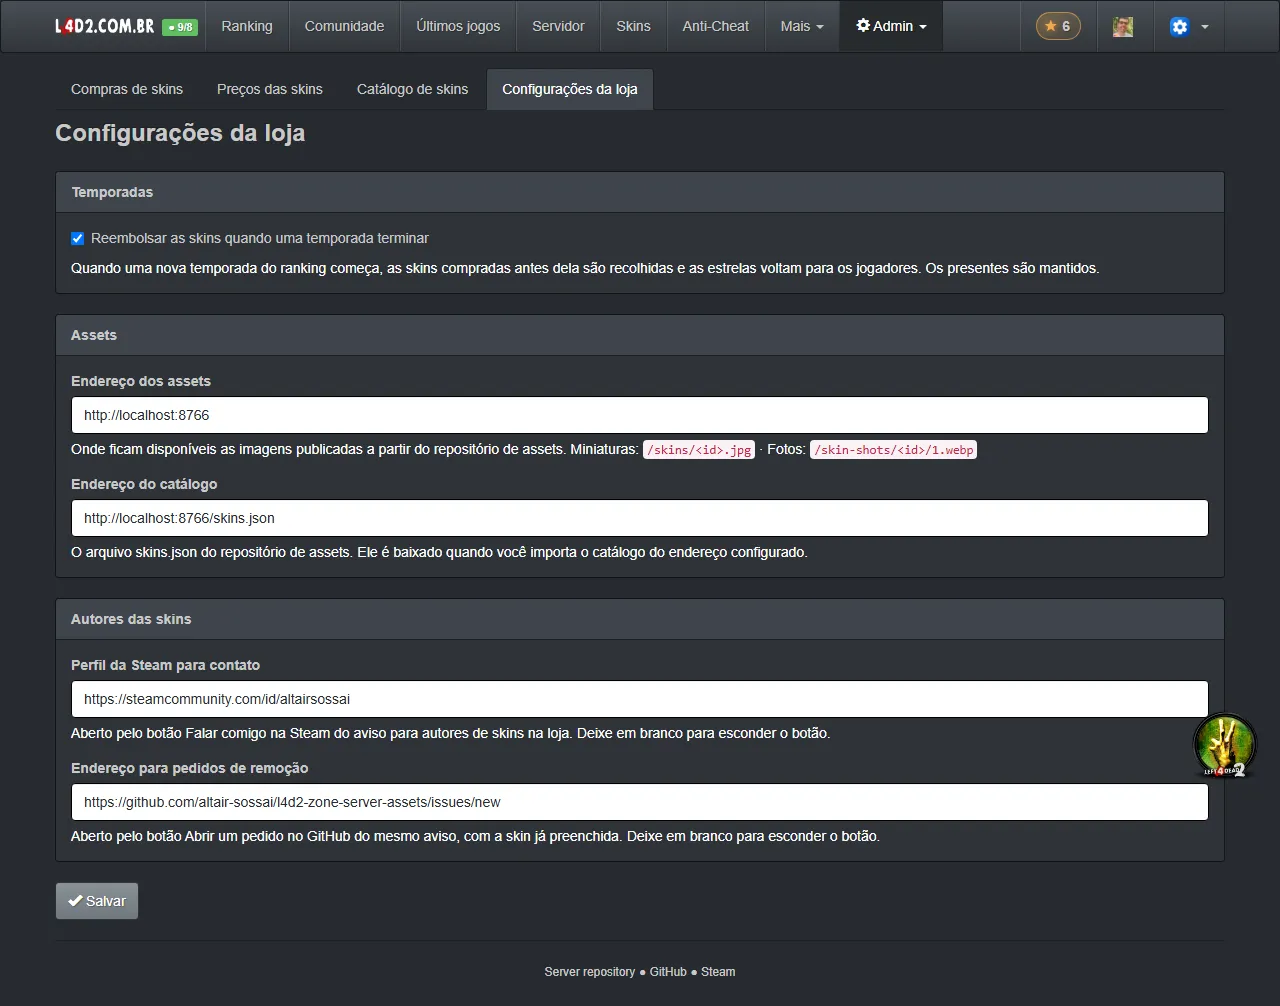 L4D2.COM.BR ● 9/8 Ranking Comunidade Últimos jogos Servidor Skins Anti-Cheat Mais Admin ★ 6
Compras de skins Preços das skins Catálogo de skins Configurações da loja
Configurações da loja
Temporadas
Reembolsar as skins quando uma temporada terminar
Quando uma nova temporada do ranking começa, as skins compradas antes dela são recolhidas e as estrelas voltam para os jogadores. Os presentes são mantidos.
Assets
Endereço dos assets
http://localhost:8766
Onde ficam disponíveis as imagens publicadas a partir do repositório de assets. Miniaturas: /skins/<id>.jpg · Fotos: /skin-shots/<id>/1.webp
Endereço do catálogo
http://localhost:8766/skins.json
O arquivo skins.json do repositório de assets. Ele é baixado quando você importa o catálogo do endereço configurado.
Autores das skins
Perfil da Steam para contato
https://steamcommunity.com/id/altairsossai
Aberto pelo botão Falar comigo na Steam do aviso para autores de skins na loja. Deixe em branco para esconder o botão.
LEFT 4 DEAD 2
Endereço para pedidos de remoção
https://github.com/altair-sossai/l4d2-zone-server-assets/issues/new
Aberto pelo botão Abrir um pedido no GitHub do mesmo aviso, com a skin já preenchida. Deixe em branco para esconder o botão.
Salvar
Server repository ● GitHub ● Steam